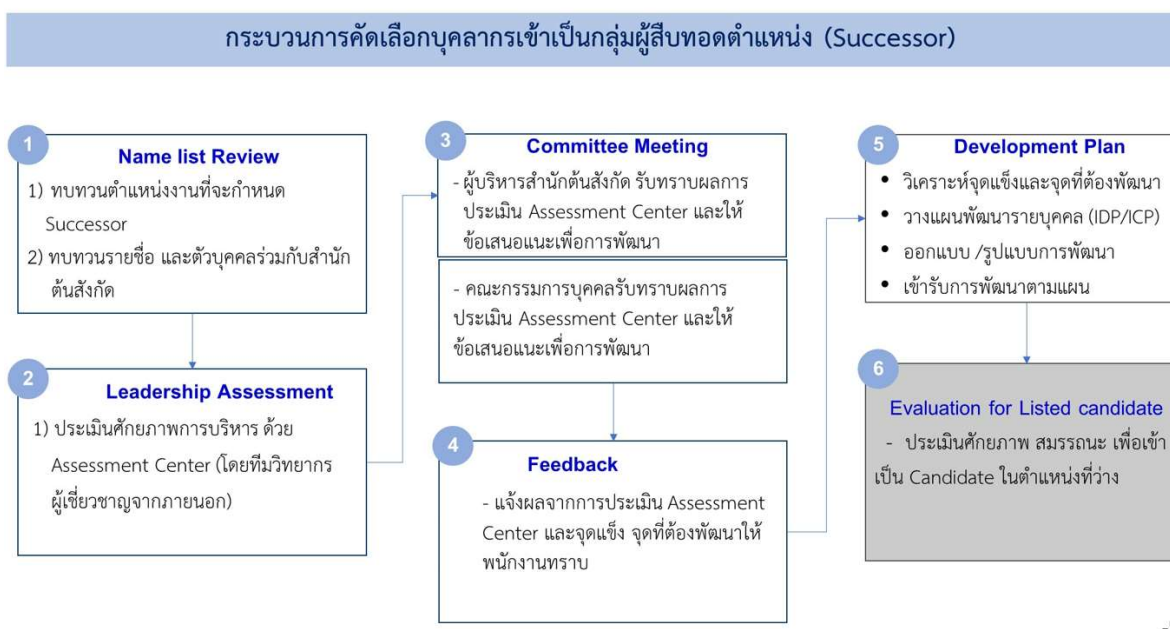 กระบวนการคัดเลือกบุคลากรเข้าเป็นกลุ่มผู้สืบทอดตำแหน่ง (Successor)
1
Name list Review
1) ทบทวนตำแหน่งงานที่จะกำหนด
Successor
2) ทบทวนรายชื่อ และตัวบุคคลร่วมกับสำนัก
ต้นสังกัด
2
Leadership Assessment
1) ประเมินศักยภาพการบริหาร ด้วย
Assessment Center (โดยทีมวิทยากร
ผู้เชี่ยวชาญจากภายนอก)
3
Committee Meeting
- ผู้บริหารสำนักต้นสังกัด รับทราบผลการ
ประเมิน Assessment Center และให้
ข้อเสนอแนะเพื่อการพัฒนา
- คณะกรรมการบุคคลรับทราบผลการ
ประเมิน Assessment Center และให้
ข้อเสนอแนะเพื่อการพัฒนา
4
Feedback
- แจ้งผลจากการประเมิน Assessment
Center และจุดแข็ง จุดที่ต้องพัฒนาให้
พนักงานทราบ
5
Development Plan
• วิเคราะห์จุดแข็งและจุดที่ต้องพัฒนา
• วางแผนพัฒนารายบุคคล (IDP/ICP)
• ออกแบบ /รูปแบบการพัฒนา
• เข้ารับการพัฒนาตามแผน
6
Evaluation for Listed candidate
- ประเมินศักยภาพ สมรรถนะ เพื่อเข้า
เป็น Candidate ในตำแหน่งที่ว่าง